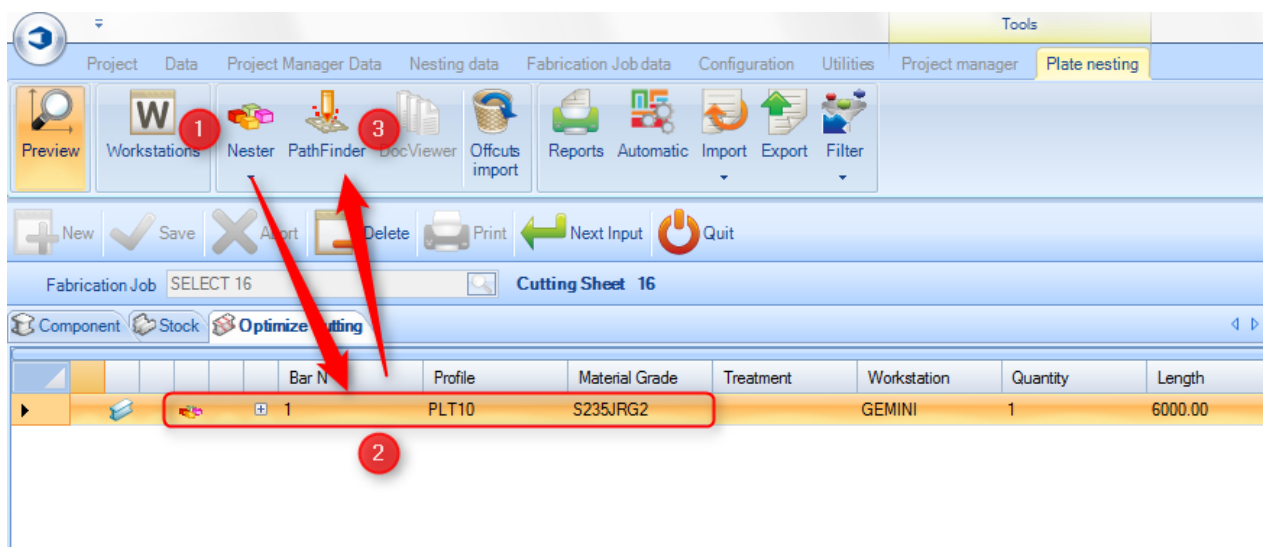 Tools
Project Data Project Manager Data Nesting data Fabrication Job data Configuration Utilities Project manager Plate nesting
W 1 3
Preview Workstations Nester PathFinder DocViewer Offcuts import Reports Automatic Import Export Filter
New Save Abort Delete Print Next Input Quit
Fabrication Job SELECT 16 Cutting Sheet 16
Component Stock Optimize Cutting
Bar N Profile Material Grade Treatment Workstation Quantity Length
1 PLT10 S235JRG2 GEMINI 1 6000.00
2